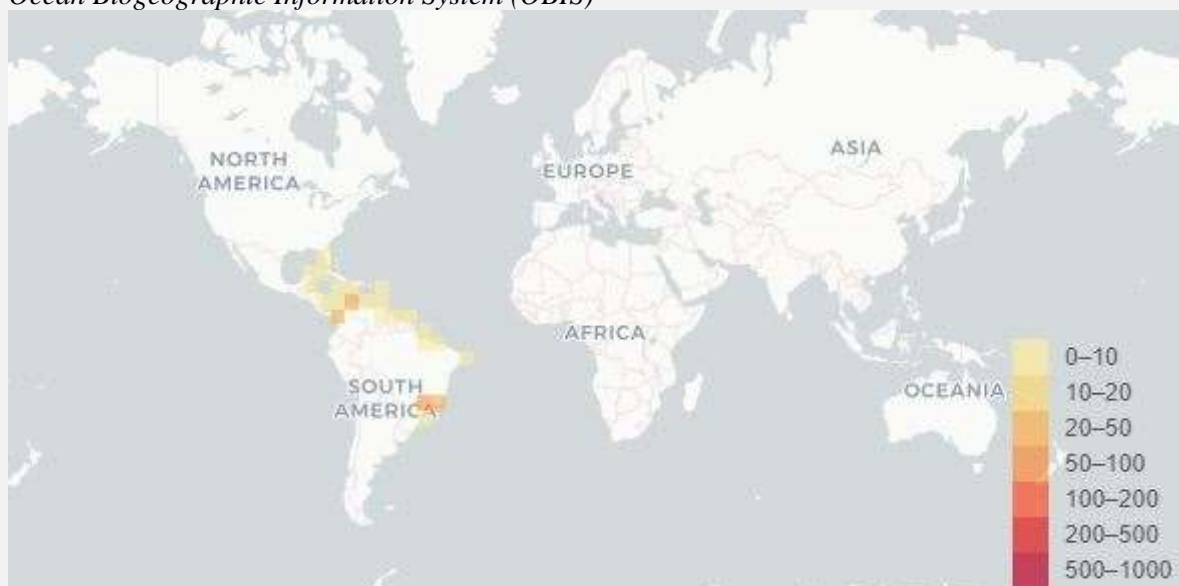 Ocean Biogeographic Information System (OBIS)
NORTH
AMERICA
EUROPE
ASIA
AFRICA
SOUTH
AMERICA
OCEANIA
0–10
10–20
20–50
50–100
100–200
200–500
500–1000